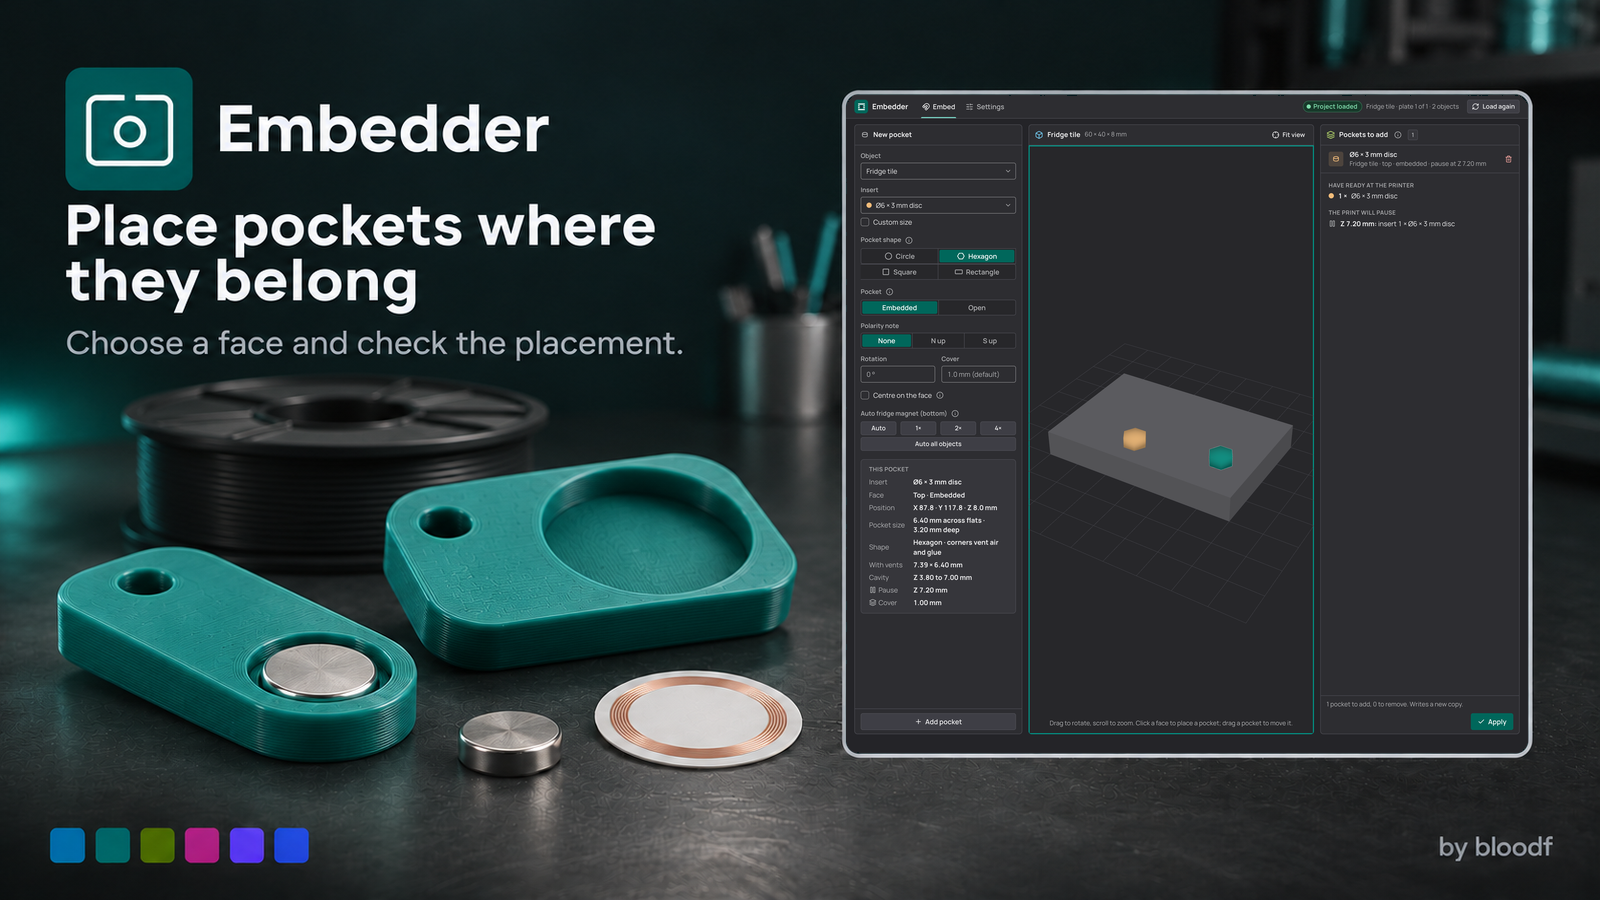 Embedder
Place pockets where
they belong
Choose a face and check the placement.
Embedder
Embed
Settings
Project loaded
Fridge tile · plate 1 of 1 · 2 objects
Load again
New pocket
Object
Fridge tile
Insert
Ø6 × 3 mm disc
Custom size
Pocket shape
Circle
Hexagon
Square
Rectangle
Pocket
Embedded
Open
Polarity note
None
N up
S up
Rotation
Cover
0 °
1.0 mm (default)
Centre on the face
Auto fridge magnet (bottom)
Auto
1×
2×
4×
Auto all objects
THIS POCKET
Insert Ø6 × 3 mm disc
Face Top · Embedded
Position X 87.8 · Y 117.8 · Z 8.0 mm
Pocket size 6.40 mm across flats ·
3.20 mm deep
Shape Hexagon · corners vent air
and glue
With vents 7.39 × 6.40 mm
Cavity Z 3.80 to 7.00 mm
Pause Z 7.20 mm
Cover 1.00 mm
+ Add pocket
Fridge tile 60 × 40 × 8 mm
Fit view
Drag to rotate, scroll to zoom. Click a face to place a pocket; drag a pocket to move it.
Pockets to add
1
Ø6 × 3 mm disc
Fridge tile · top · embedded · pause at Z 7.20 mm
HAVE READY AT THE PRINTER
1 × Ø6 × 3 mm disc
THE PRINT WILL PAUSE
Z 7.20 mm: insert 1 × Ø6 × 3 mm disc
1 pocket to add, 0 to remove. Writes a new copy.
Apply
by bloodf